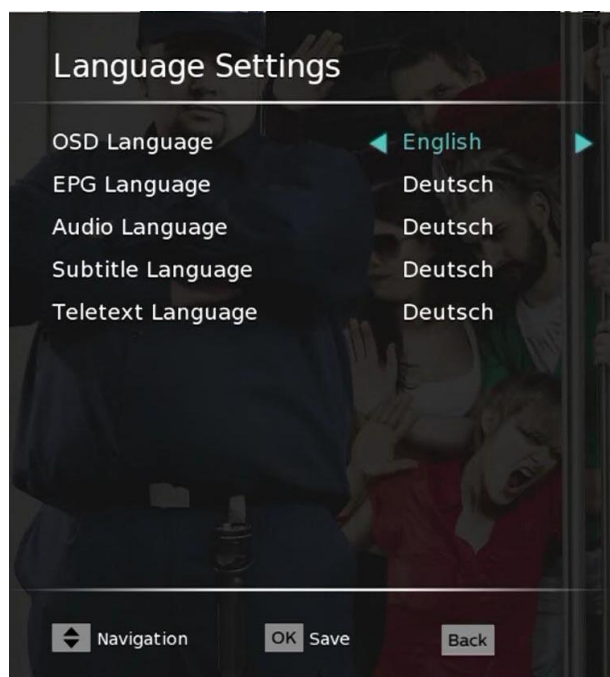 Language Settings
OSD Language English
EPG Language Deutsch
Audio Language Deutsch
Subtitle Language Deutsch
Teletext Language Deutsch
Navigation OK Save Back